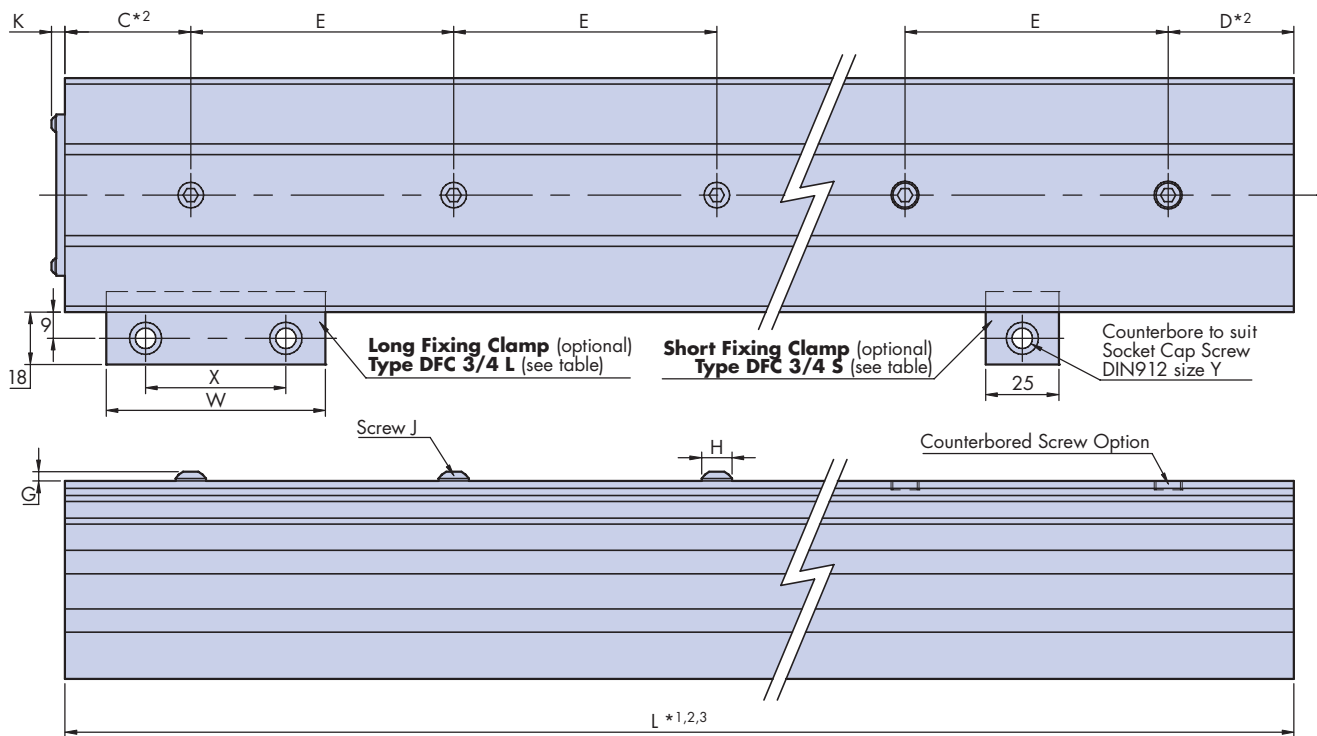 K
C*2
E
E
E
D*2
9
18
X
W
Long Fixing Clamp (optional)
Type DFC 3/4 L (see table)
Short Fixing Clamp (optional)
Type DFC 3/4 S (see table)
25
Counterbore to suit
Socket Cap Screw
DIN912 size Y
Screw J
H
Counterbored Screw Option
G
L *1,2,3